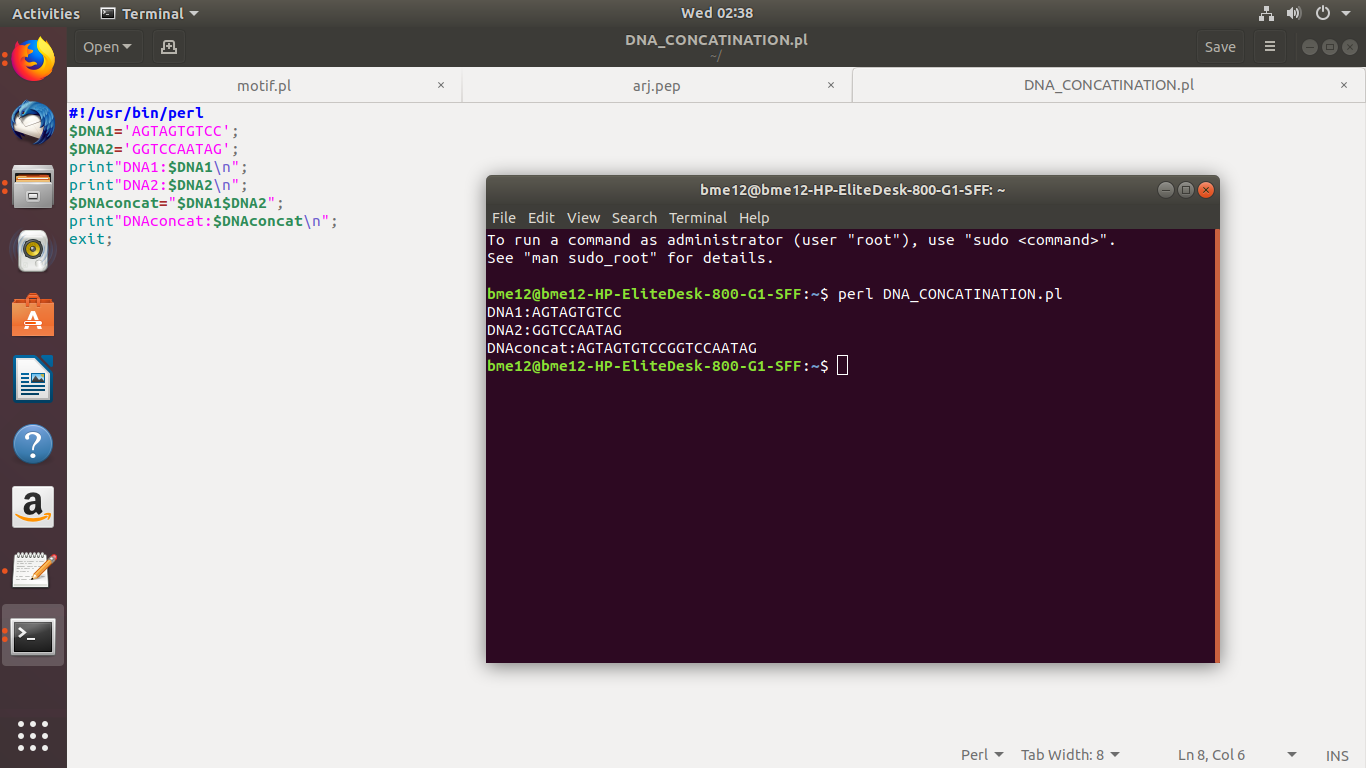 Activities Terminal Wed 02:38
Open DNA_CONCATINATION.pl Save
~/
motif.pl × arj.pep × DNA_CONCATINATION.pl ×
#!/usr/bin/perl
$DNA1='AGTAGTGTCC';
$DNA2='GGTCCAATAG';
print"DNA1:$DNA1\n";
print"DNA2:$DNA2\n";
$DNAconcat="$DNA1$DNA2";
print"DNAconcat:$DNAconcat\n";
exit;
bme12@bme12-HP-EliteDesk-800-G1-SFF: ~
File Edit View Search Terminal Help
To run a command as administrator (user "root"), use "sudo <command>".
See "man sudo_root" for details.
bme12@bme12-HP-EliteDesk-800-G1-SFF:~$ perl DNA_CONCATINATION.pl
DNA1:AGTAGTGTCC
DNA2:GGTCCAATAG
DNAconcat:AGTAGTGTCCGGTCCAATAG
bme12@bme12-HP-EliteDesk-800-G1-SFF:~$
Perl Tab Width: 8 Ln 8, Col 6 INS